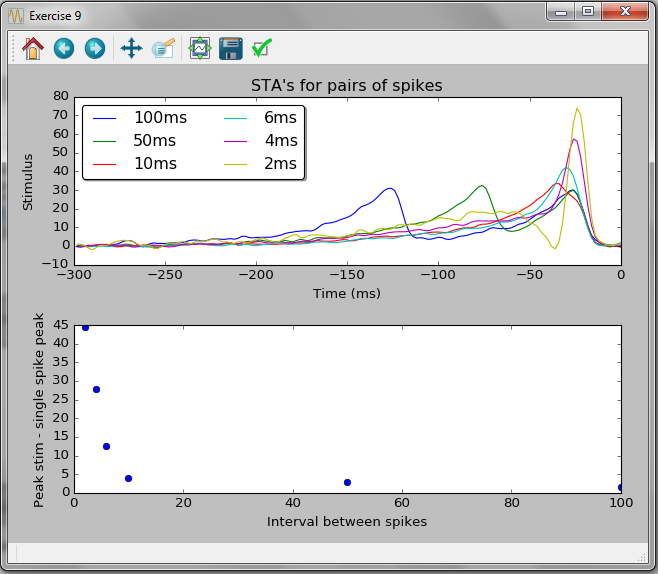 Exercise 9
STA's for pairs of spikes
80
70
60
50
40
30
20
10
0
−10
Stimulus
100ms
50ms
10ms
6ms
4ms
2ms
−300 −250 −200 −150 −100 −50 0
Time (ms)
45
40
35
30
25
20
15
10
5
0
Peak stim - single spike peak
0 20 40 60 80 100
Interval between spikes